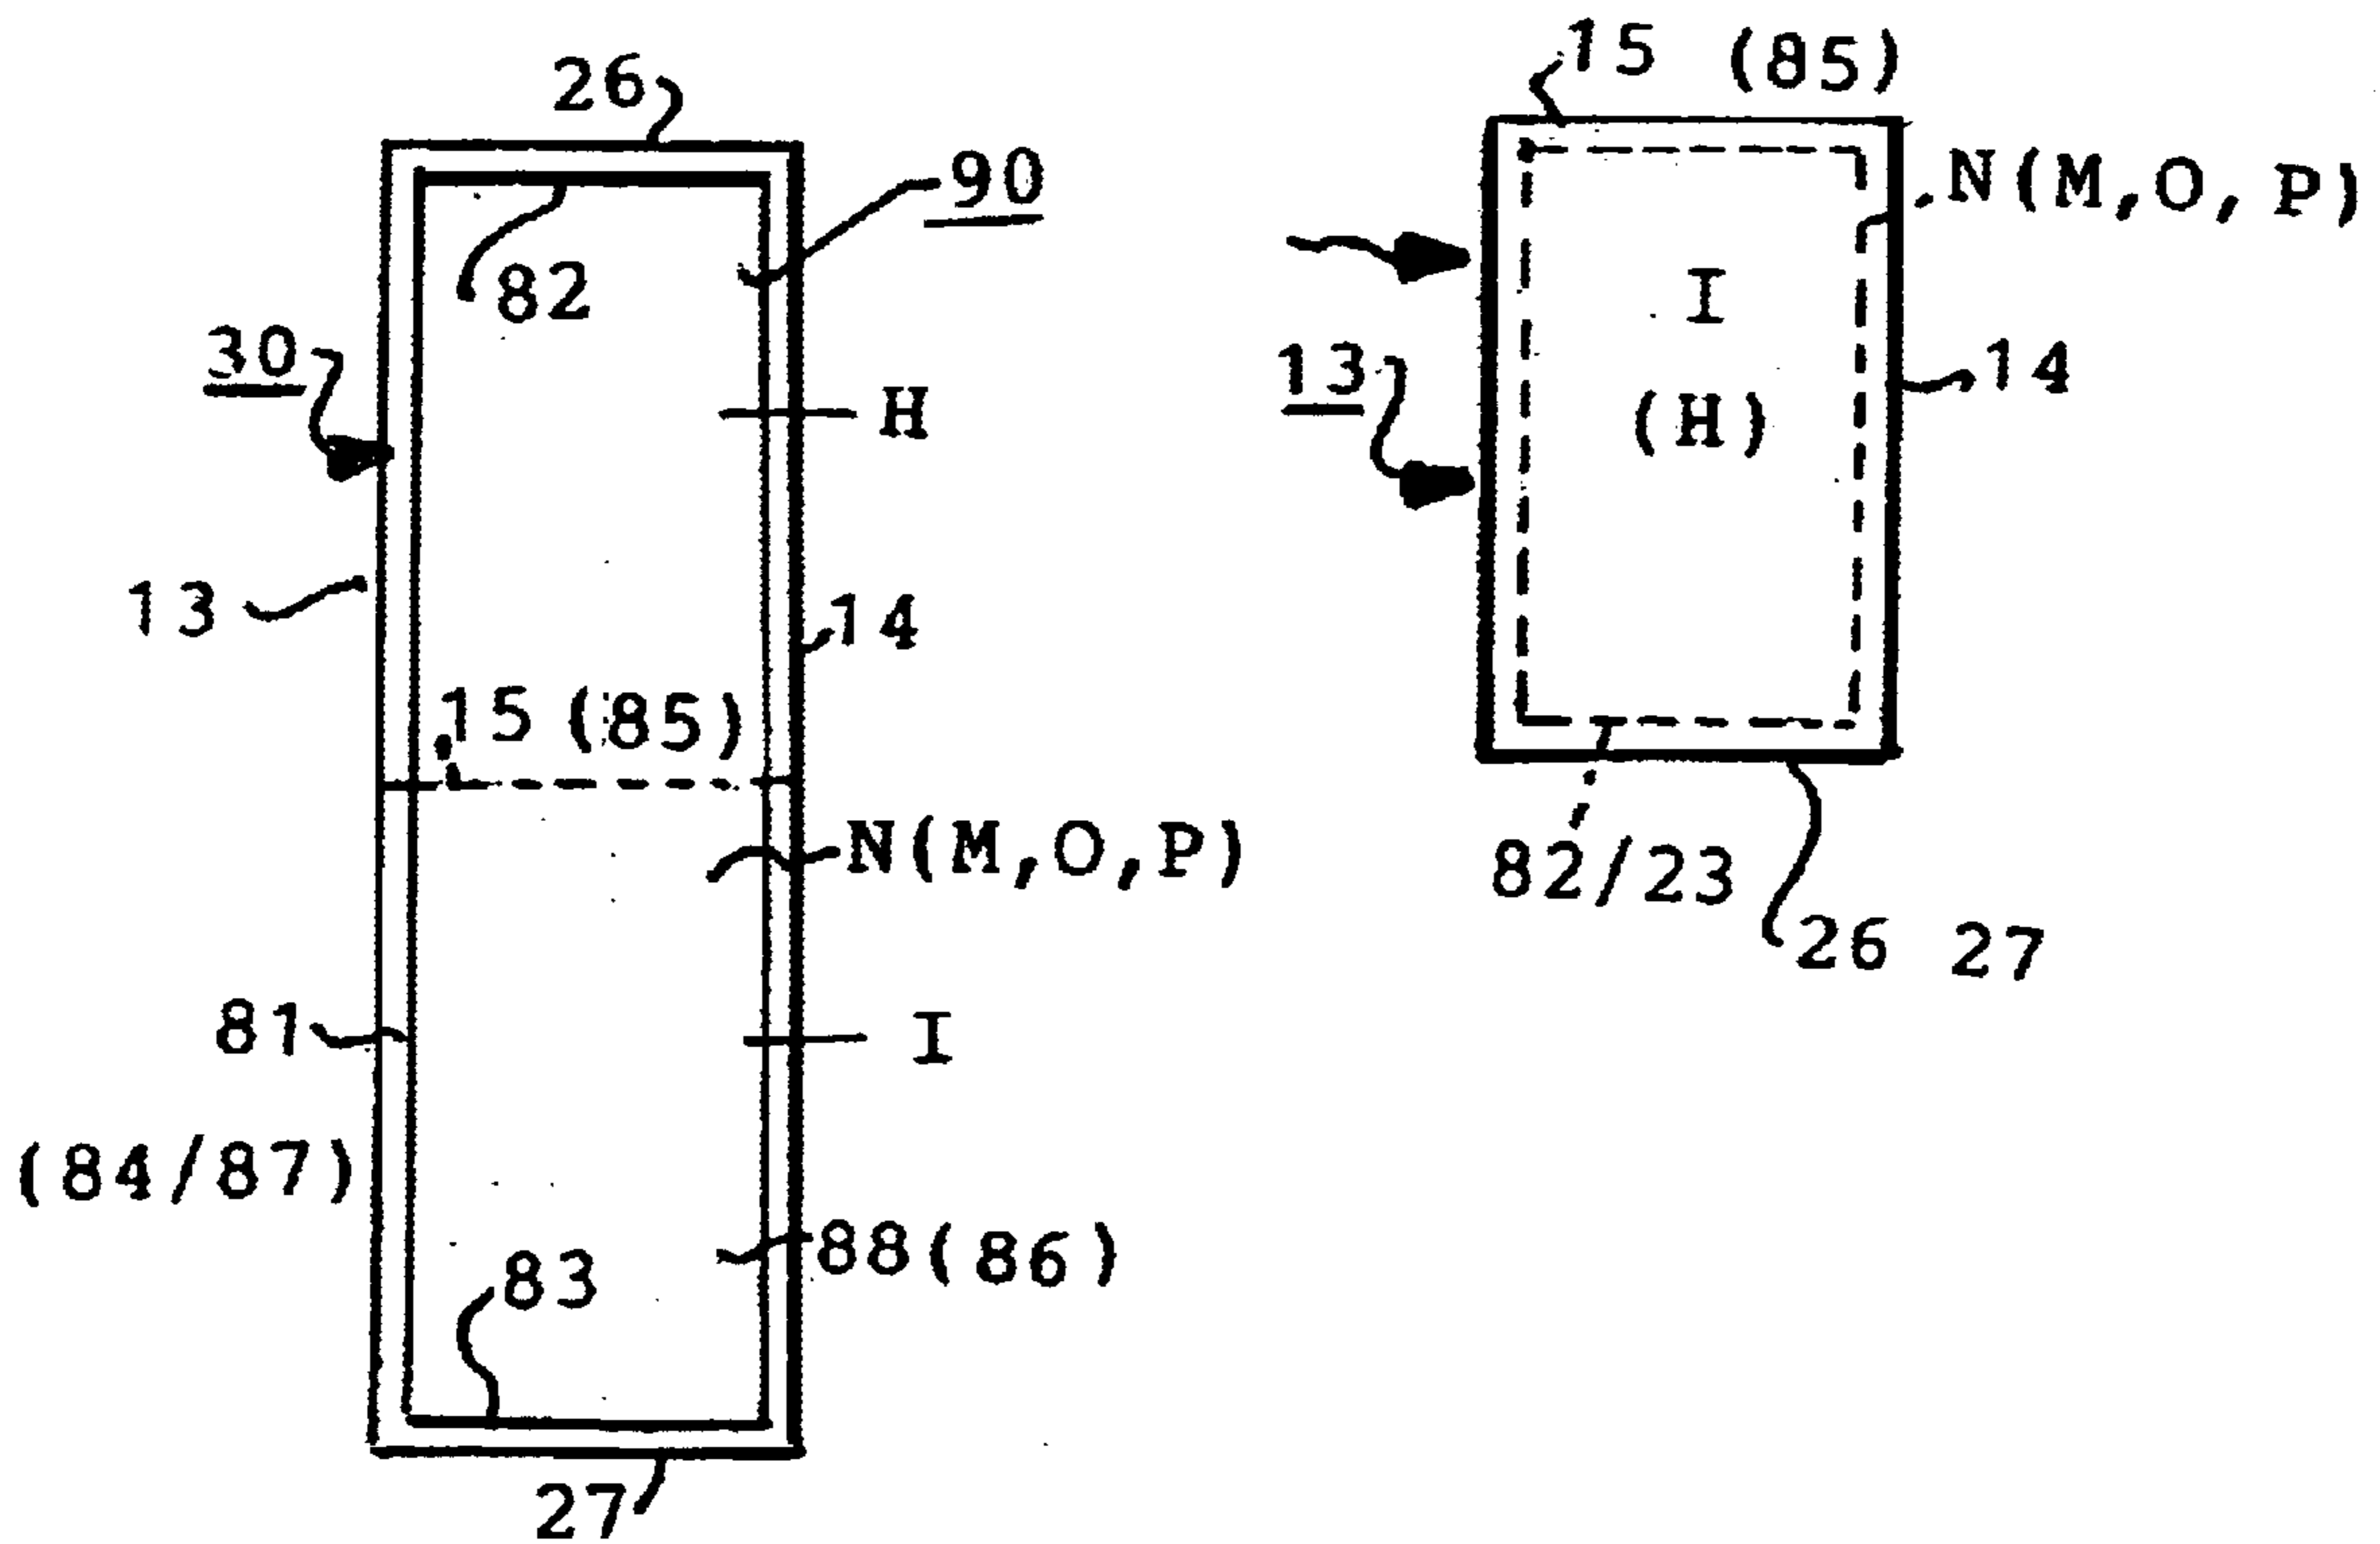 26
90
82
30
H
13
14
15 (85)
N(M,O,P)
81
I
(84/87)
88(86)
83
27
15 (85)
N(M,O,P)
I
13
14
(H)
82/23
26 27